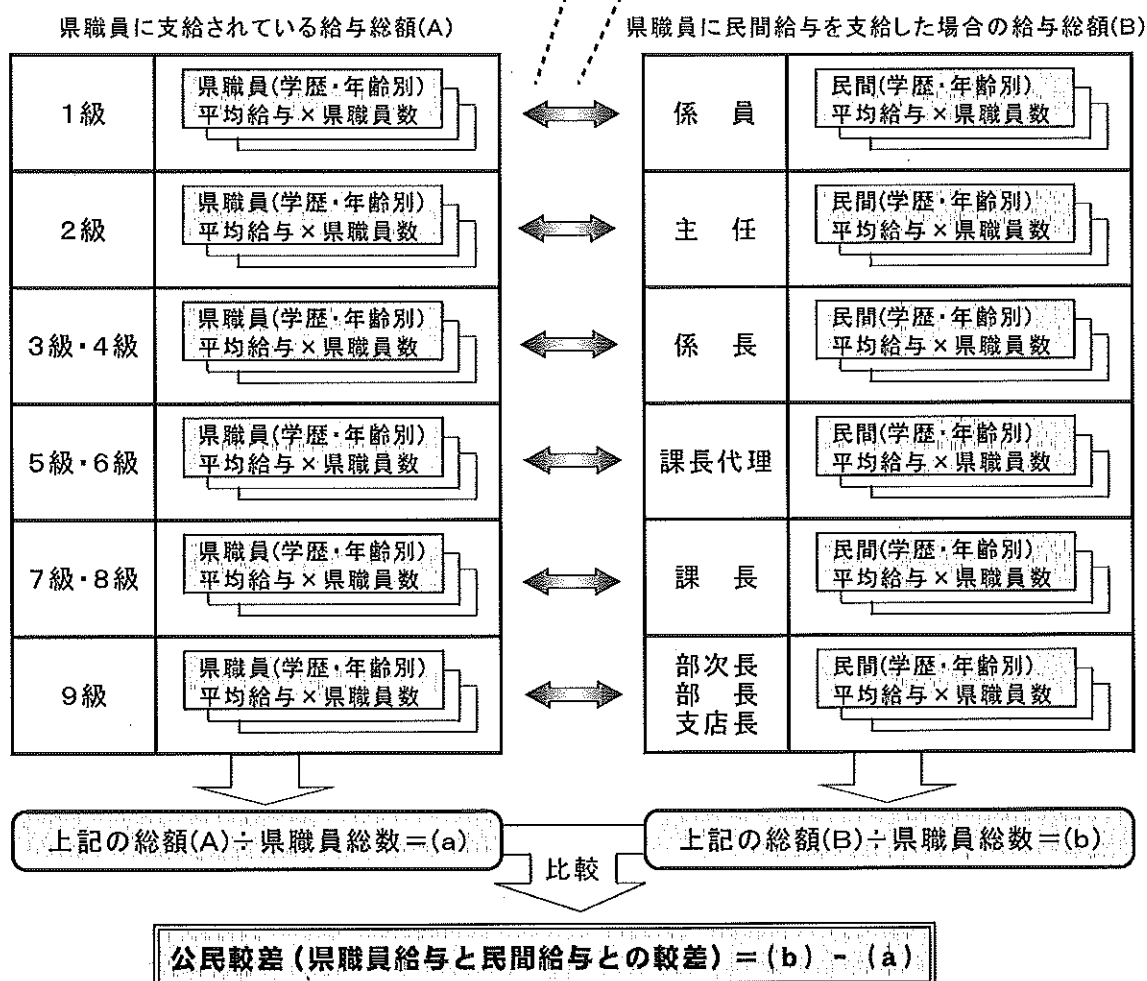 県職員に支給されている給与総額(A)
県職員に民間給与を支給した場合の給与総額(B)
1級
県職員(学歴・年齢別)
平均給与×県職員数
係 員
民間(学歴・年齢別)
平均給与×県職員数
2級
県職員(学歴・年齢別)
平均給与×県職員数
主 任
民間(学歴・年齢別)
平均給与×県職員数
3級・4級
県職員(学歴・年齢別)
平均給与×県職員数
係 長
民間(学歴・年齢別)
平均給与×県職員数
5級・6級
県職員(学歴・年齢別)
平均給与×県職員数
課長代理
民間(学歴・年齢別)
平均給与×県職員数
7級・8級
県職員(学歴・年齢別)
平均給与×県職員数
課 長
民間(学歴・年齢別)
平均給与×県職員数
9級
県職員(学歴・年齢別)
平均給与×県職員数
部次長
部 長
支店長
民間(学歴・年齢別)
平均給与×県職員数
上記の総額(A)÷県職員総数=(a)
上記の総額(B)÷県職員総数=(b)
比較
公民較差(県職員給与と民間給与との較差)=(b)-(a)